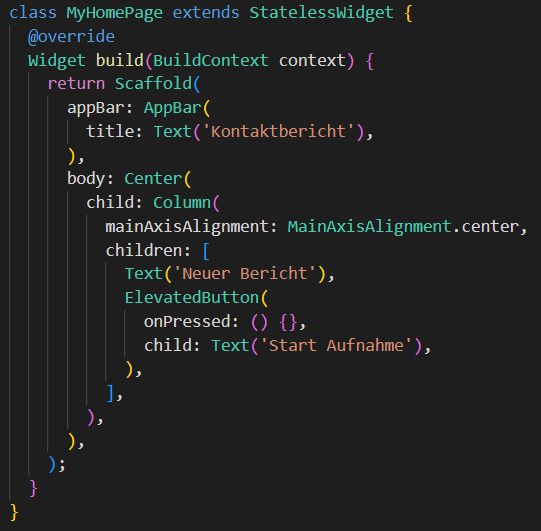 class MyHomePage extends StatelessWidget {
  @override
  Widget build(BuildContext context) {
    return Scaffold(
      appBar: AppBar(
        title: Text('Kontaktbericht'),
      ),
      body: Center(
        child: Column(
          mainAxisAlignment: MainAxisAlignment.center,
          children: [
            Text('Neuer Bericht'),
            ElevatedButton(
              onPressed: () {},
              child: Text('Start Aufnahme'),
            ),
          ],
        ),
      ),
    );
  }
}